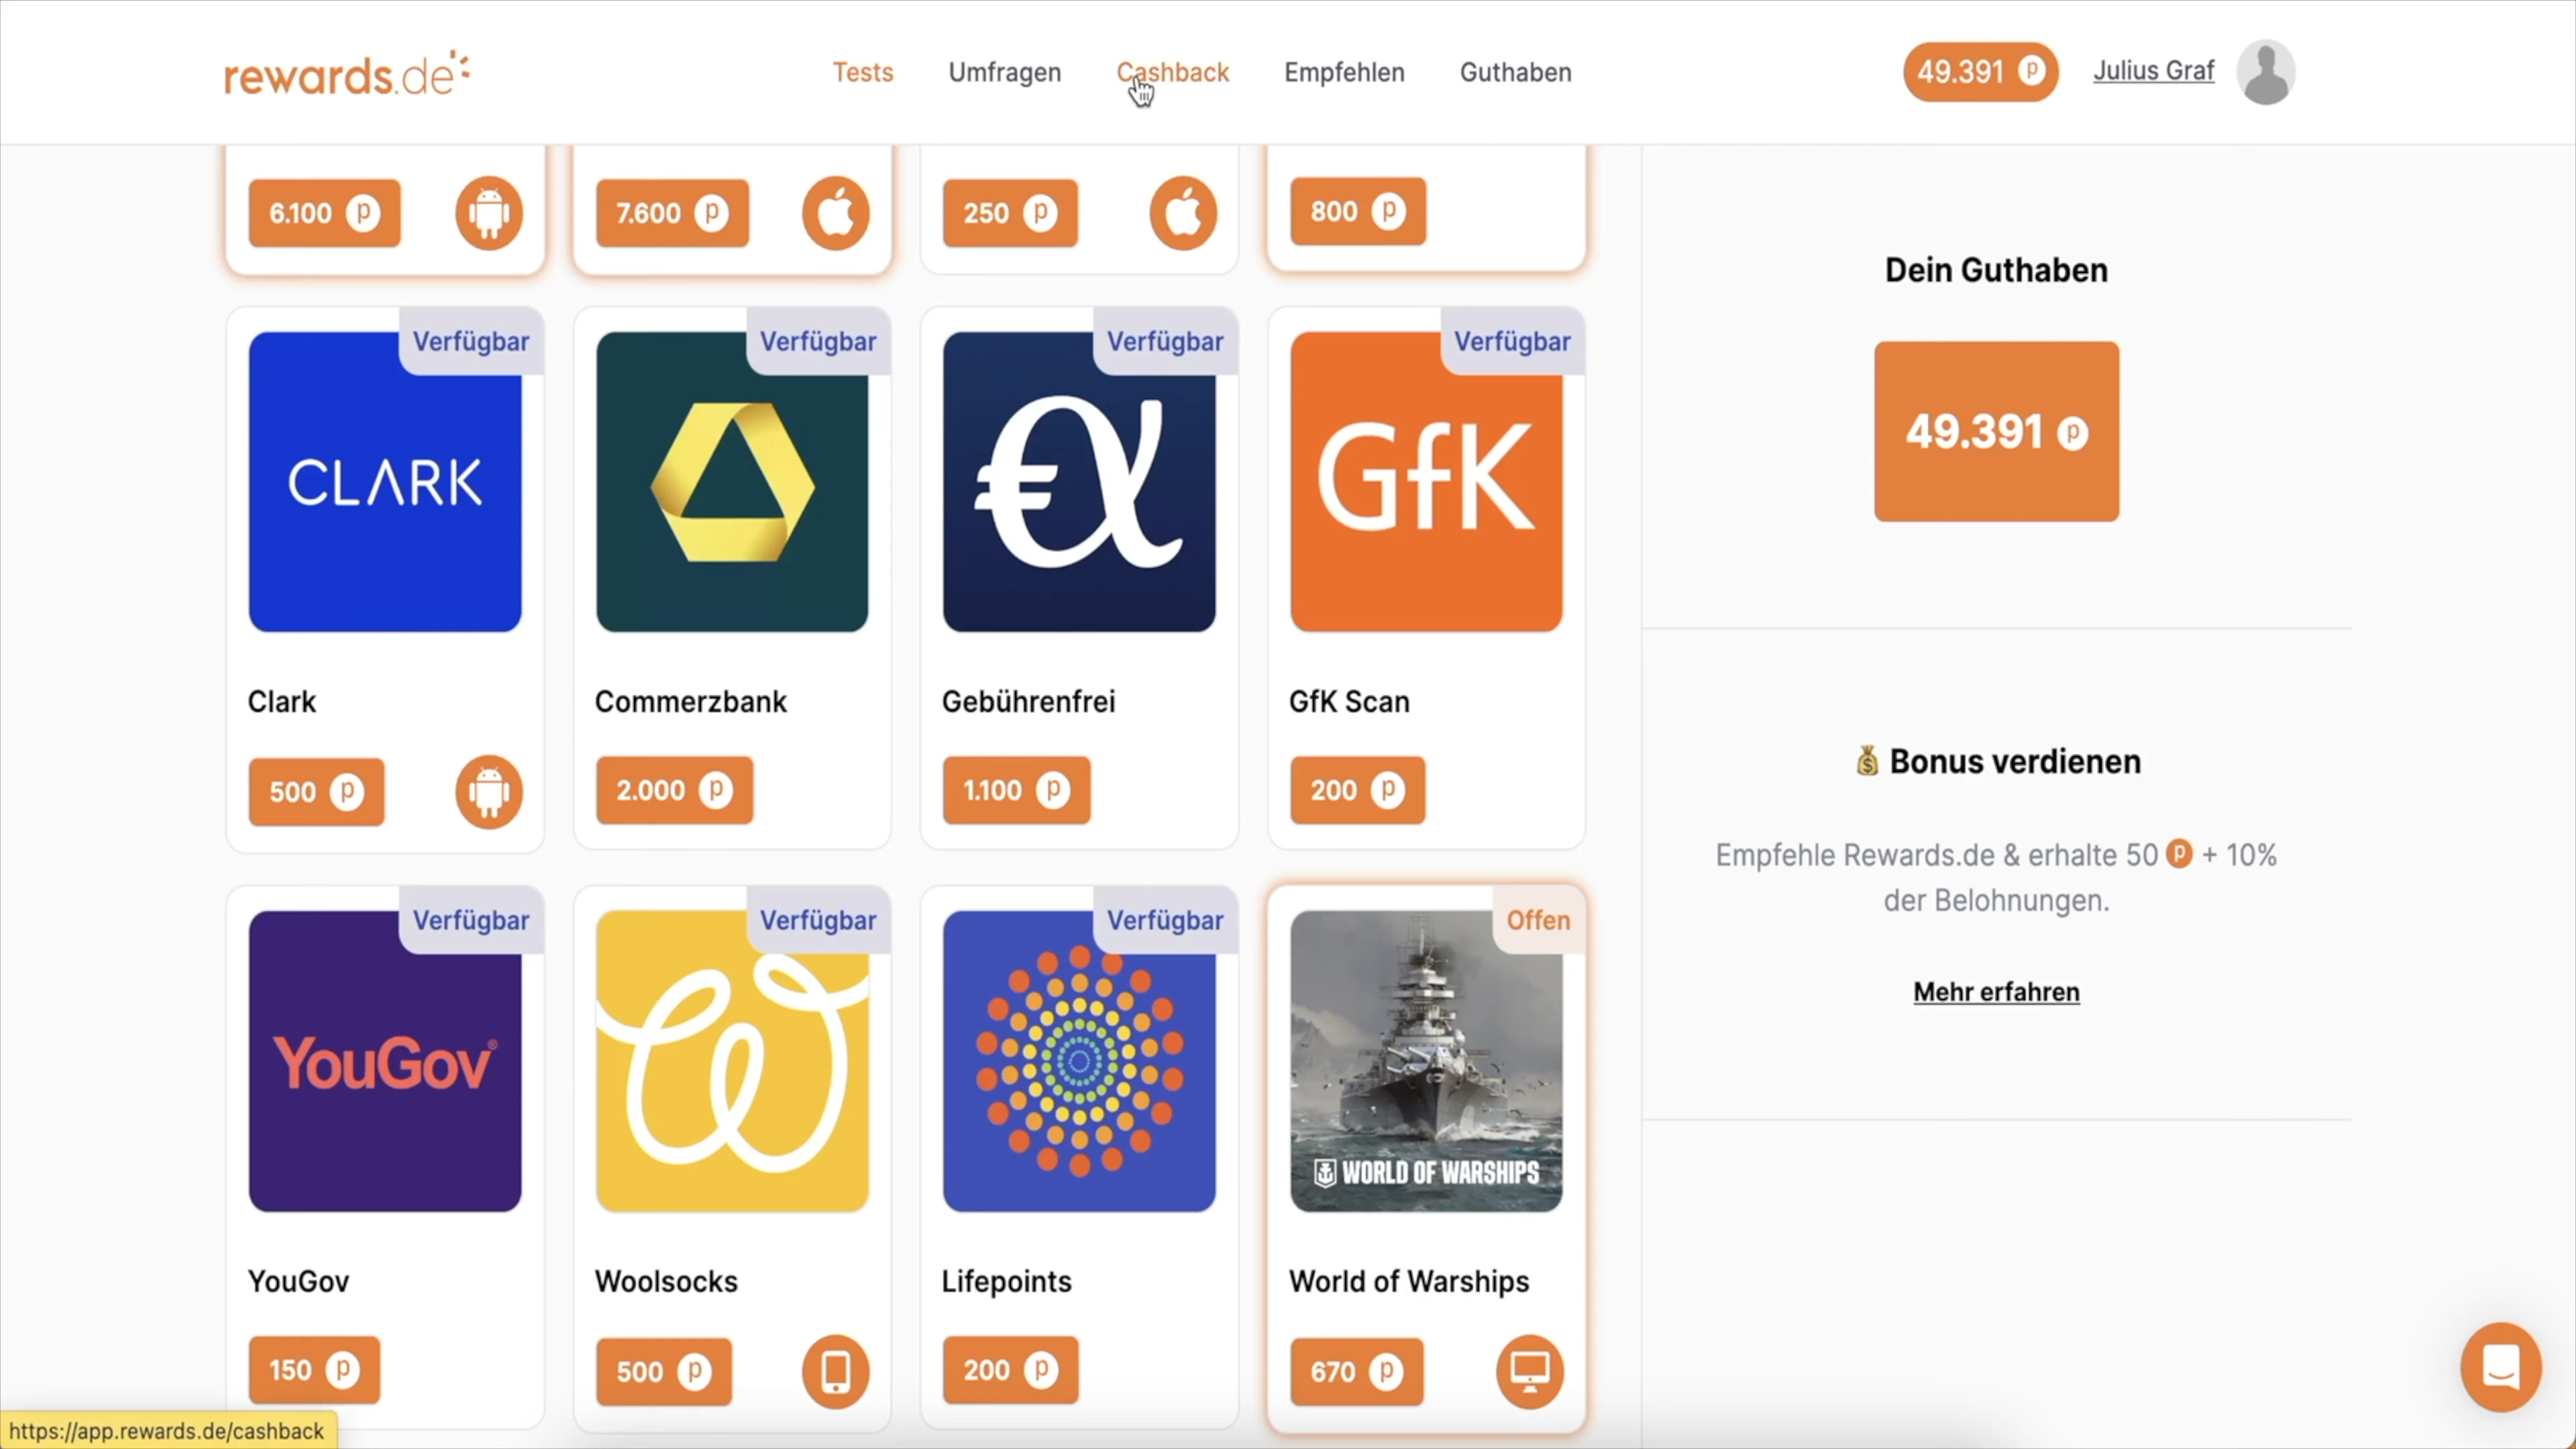 rewards.de
Tests
Umfragen
Cashback
Empfehlen
Guthaben
49.391 p
Julius Graf
6.100 p
7.600 p
250 p
800 p
Verfügbar
Verfügbar
Verfügbar
Verfügbar
CLARK
€α
GfK
Clark
Commerzbank
Gebührenfrei
GfK Scan
500 p
2.000 p
1.100 p
200 p
Verfügbar
Verfügbar
Verfügbar
Offen
YouGov®
W
WORLD OF WARSHIPS
YouGov
Woolsocks
Lifepoints
World of Warships
150 p
500 p
200 p
670 p
Dein Guthaben
49.391 p
💰 Bonus verdienen
Empfehle Rewards.de & erhalte 50 p + 10%
der Belohnungen.
Mehr erfahren
https://app.rewards.de/cashback